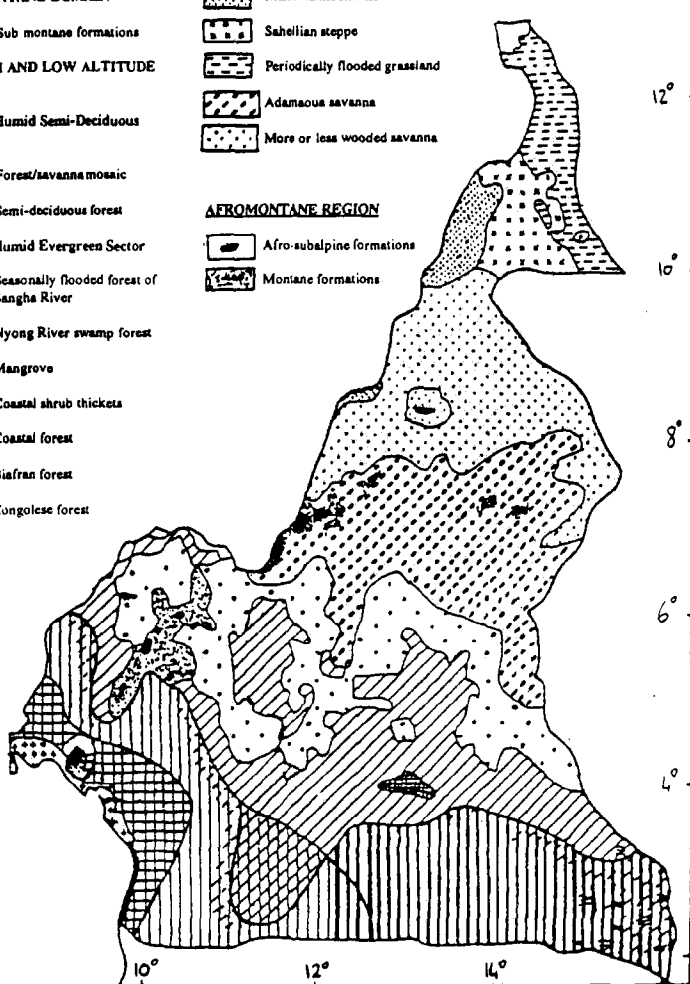 Sub montane formations
AND LOW ALTITUDE
Humid Semi-Deciduous
Forest/savanna mosaic
Semi-deciduous forest
Humid Evergreen Sector
Seasonally flooded forest of
Sangha River
Nyong River swamp forest
Mangrove
Coastal shrub thickets
Coastal forest
Biafran forest
Congolese forest
Sahelian steppe
Periodically flooded grassland
Adamaoua savanna
More or less wooded savanna
AFROMONTANE REGION
Afro-subalpine formations
Montane formations
12°
10°
8°
6°
4°
10°
12°
14°